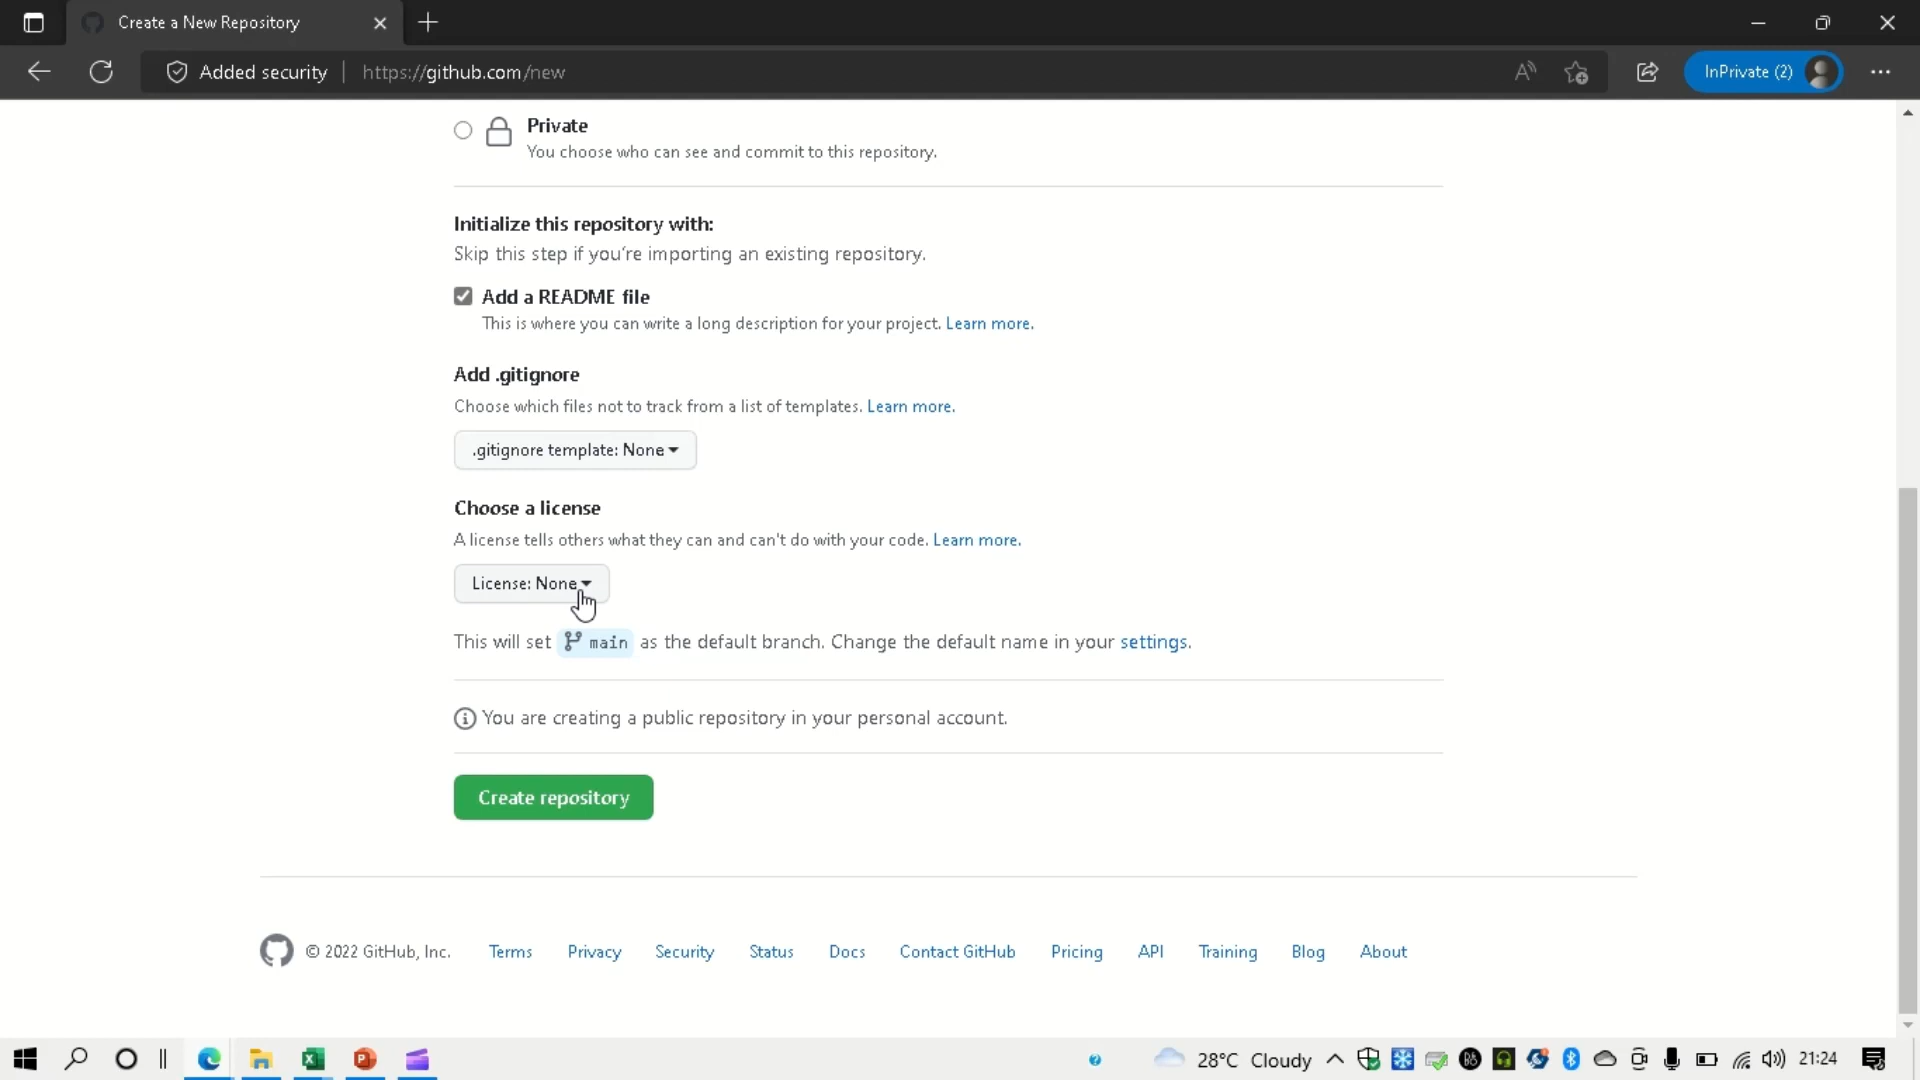 Create a New Repository
Added security
https://github.com/new
InPrivate (2)
Private
You choose who can see and commit to this repository.
Initialize this repository with:
Skip this step if you're importing an existing repository.
Add a README file
This is where you can write a long description for your project. Learn more.
Add .gitignore
Choose which files not to track from a list of templates. Learn more.
.gitignore template: None
Choose a license
A license tells others what they can and can't do with your code. Learn more.
License: None
This will set main as the default branch. Change the default name in your settings.
You are creating a public repository in your personal account.
Create repository
© 2022 GitHub, Inc. Terms Privacy Security Status Docs Contact GitHub Pricing API Training Blog About
28°C Cloudy 21:24